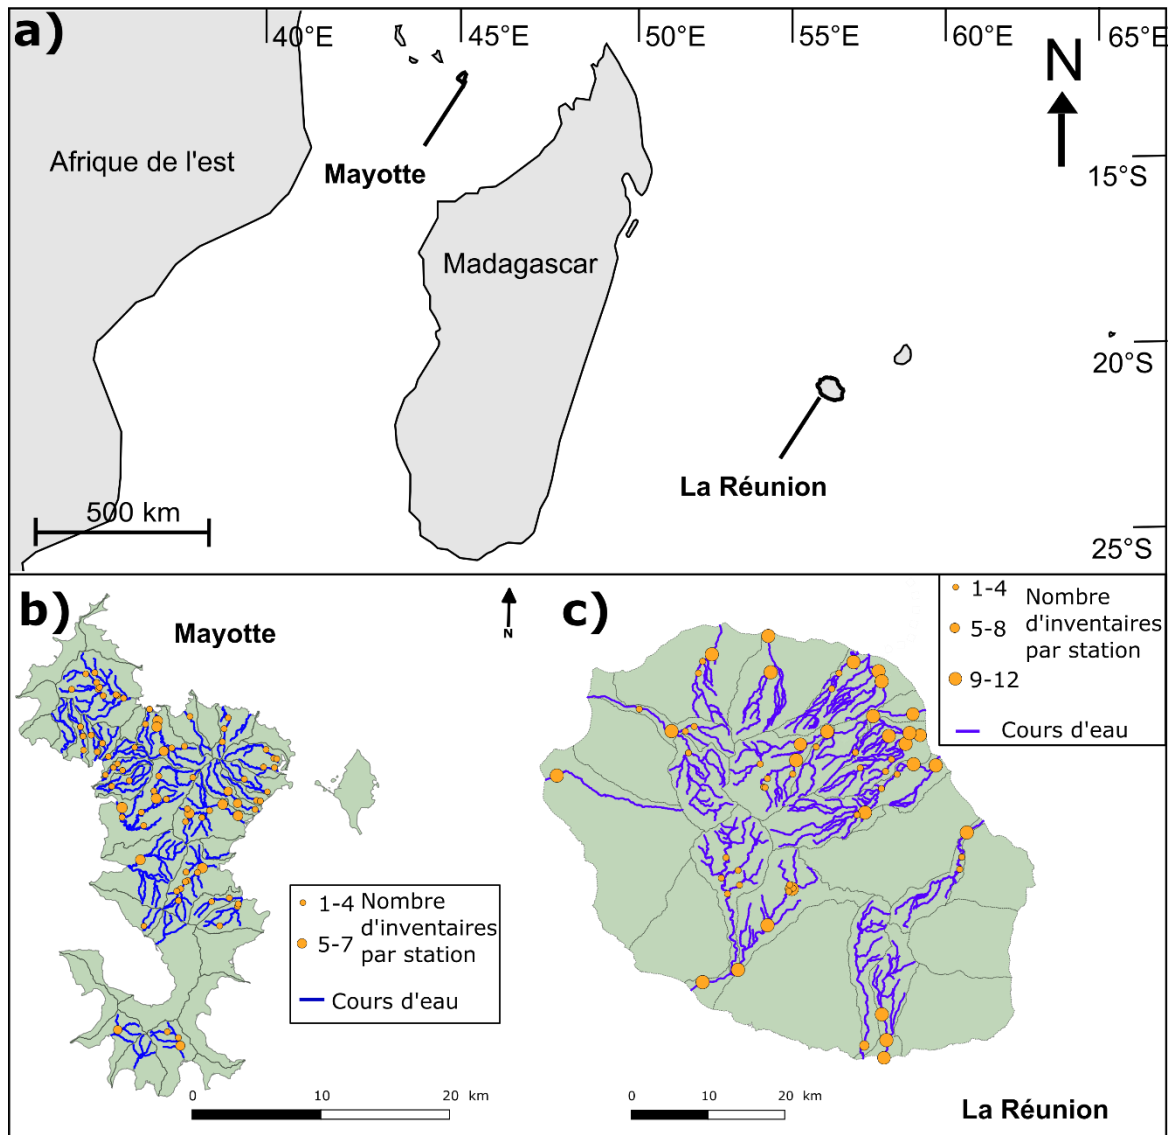 a)
40°E
45°E
50°E
55°E
60°E
65°E
N
Afrique de l'est
Mayotte
15°S
Madagascar
20°S
La Réunion
500 km
25°S
b)
Mayotte
N
1-4 Nombre
d'inventaires
5-7 par station
Cours d'eau
0 10 20 km
c)
1-4 Nombre
d'inventaires
5-8 par station
9-12
Cours d'eau
0 10 20 km
La Réunion